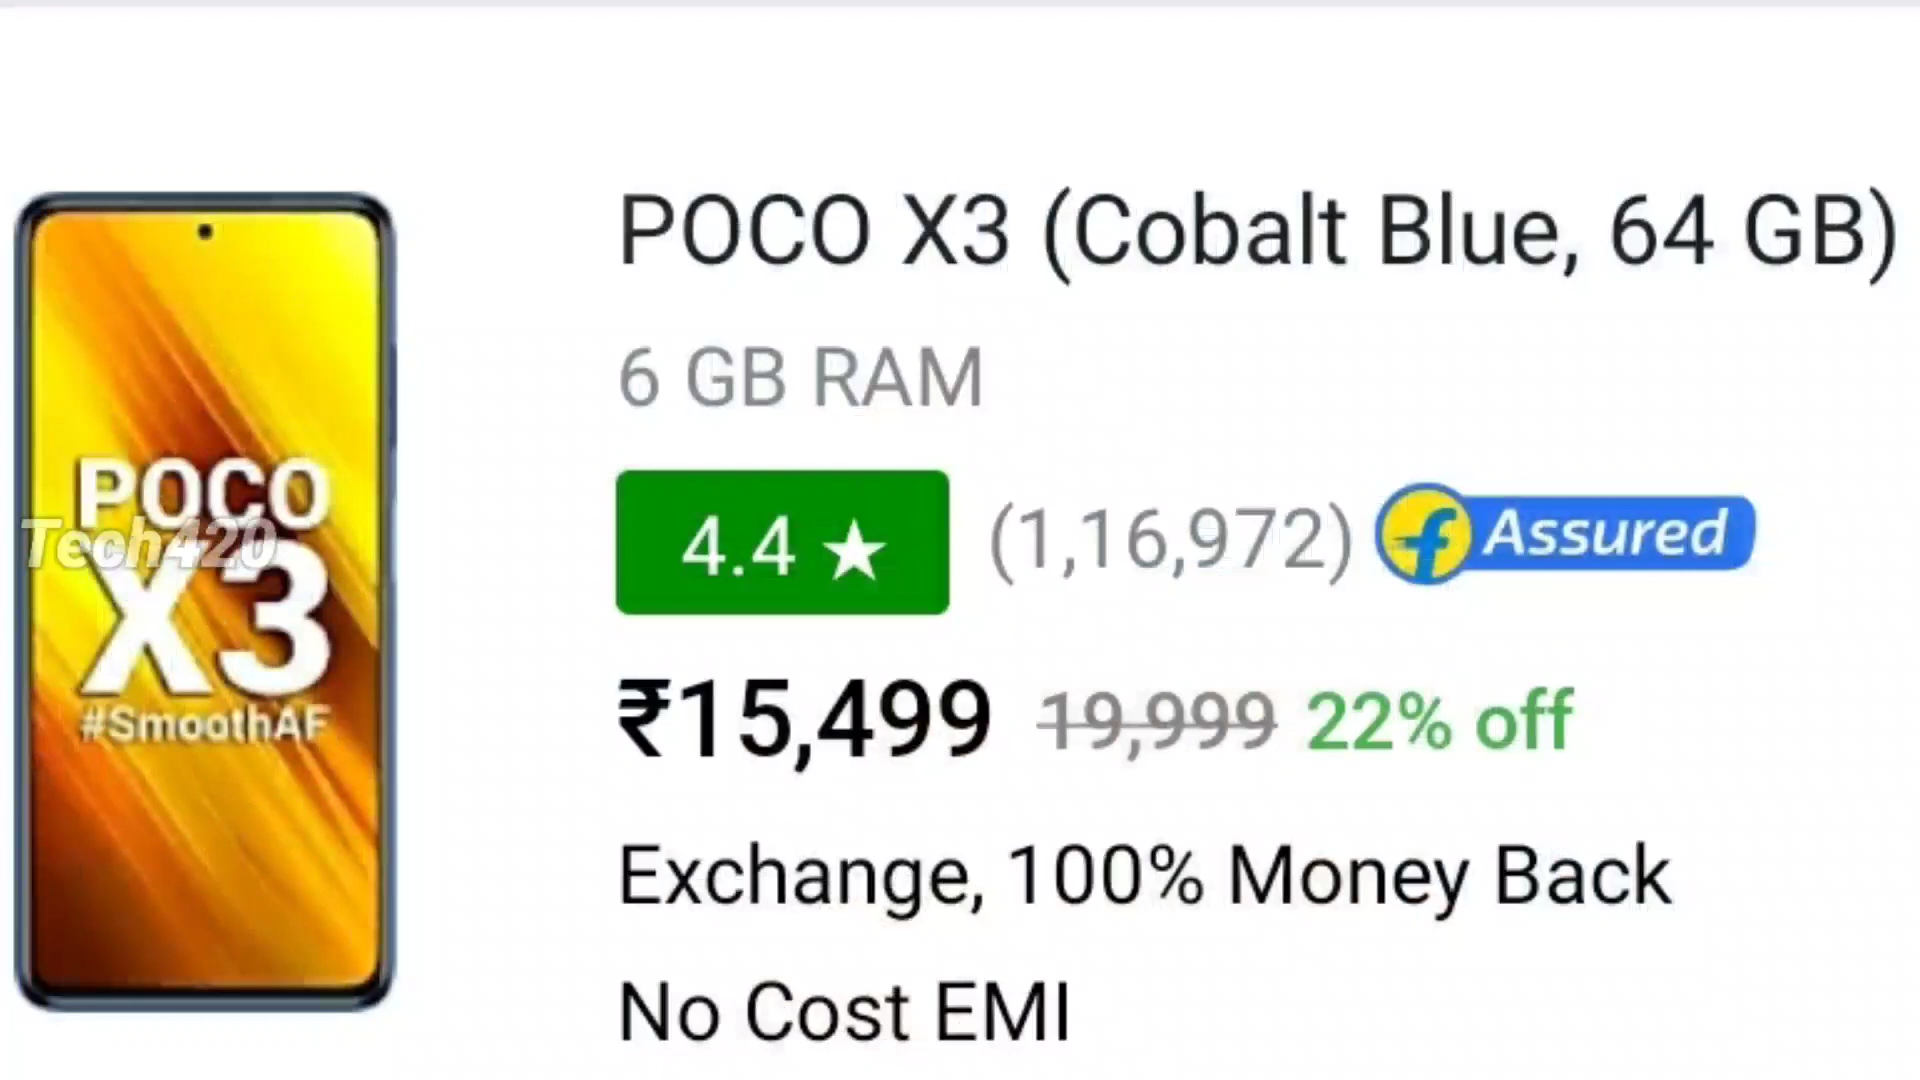 POCO X3 (Cobalt Blue, 64 GB)
6 GB RAM
4.4 ★ (1,16,972) f Assured
₹15,499 19,999 22% off
Exchange, 100% Money Back
No Cost EMI
POCO
Tech420
X3
#SmoothAF